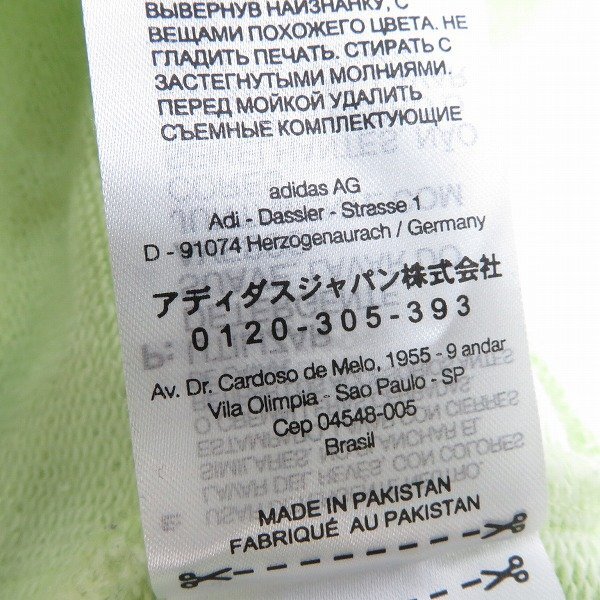 ВЫВЕРНУВ НАИЗНАНКУ, С
ВЕЩАМИ ПОХОЖЕГО ЦВЕТА. НЕ
ГЛАДИТЬ ПЕЧАТЬ. СТИРАТЬ С
ЗАСТЕГНУТЫМИ МОЛНИЯМИ.
ПЕРЕД МОЙКОЙ УДАЛИТЬ
СЪЕМНЫЕ КОМПЛЕКТУЮЩИЕ
adidas AG
Adi - Dassler - Strasse 1
D - 91074 Herzogenaurach / Germany
アディダスジャパン株式会社
0120-305-393
Av. Dr. Cardoso de Melo, 1955 - 9 andar
Vila Olimpia - Sao Paulo - SP
Cep 04548-005
Brasil
MADE IN PAKISTAN
FABRIQUÉ AU PAKISTAN